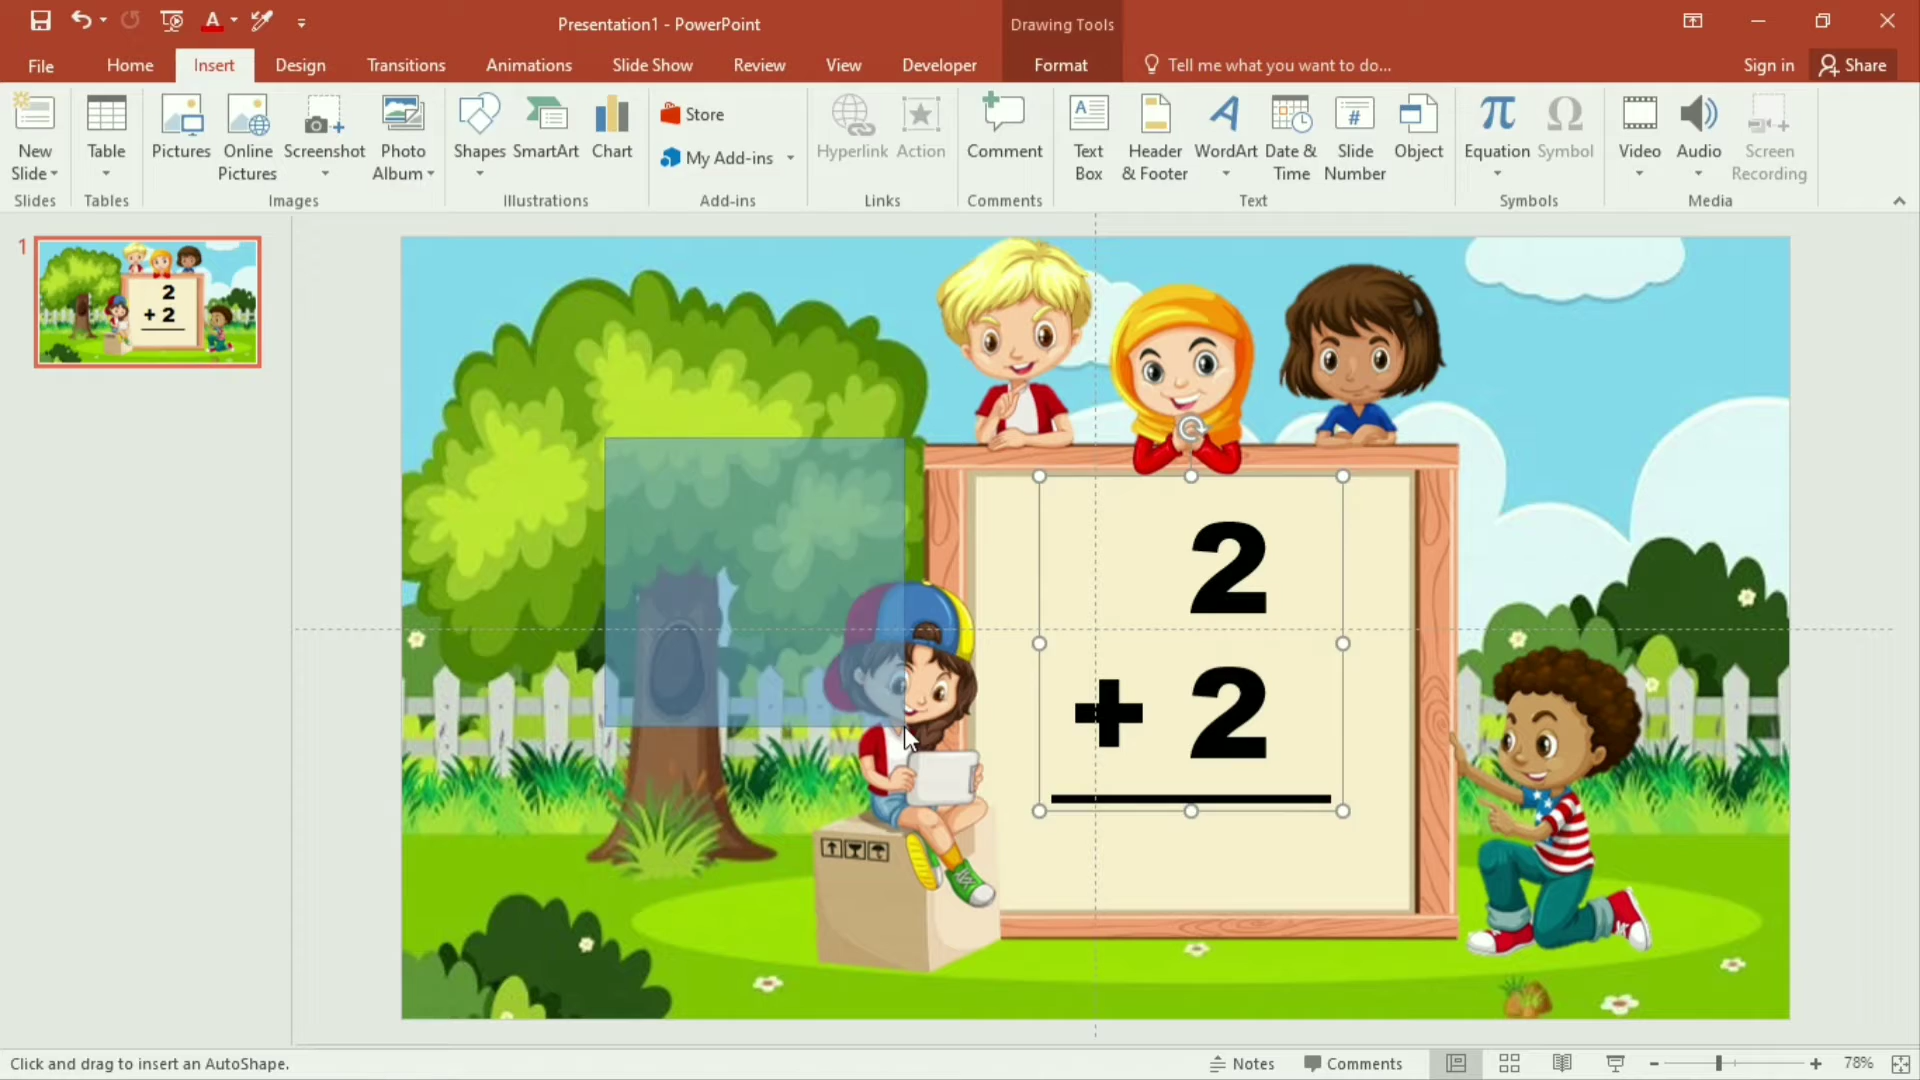 Presentation1 - PowerPoint
Drawing Tools
File Home Insert Design Transitions Animations Slide Show Review View Developer Format Tell me what you want to do... Sign in Share
New Slide
Table
Pictures
Online Pictures
Screenshot
Photo Album
Shapes
SmartArt
Chart
Store
My Add-ins
Hyperlink
Action
Comment
Text Box
Header & Footer
WordArt
Date & Time
Slide Number
Object
Equation
Symbol
Video
Audio
Screen Recording
Slides Tables Images Illustrations Add-ins Links Comments Text Symbols Media
1
2
+ 2
2
+ 2
Click and drag to insert an AutoShape.
Notes Comments 78%